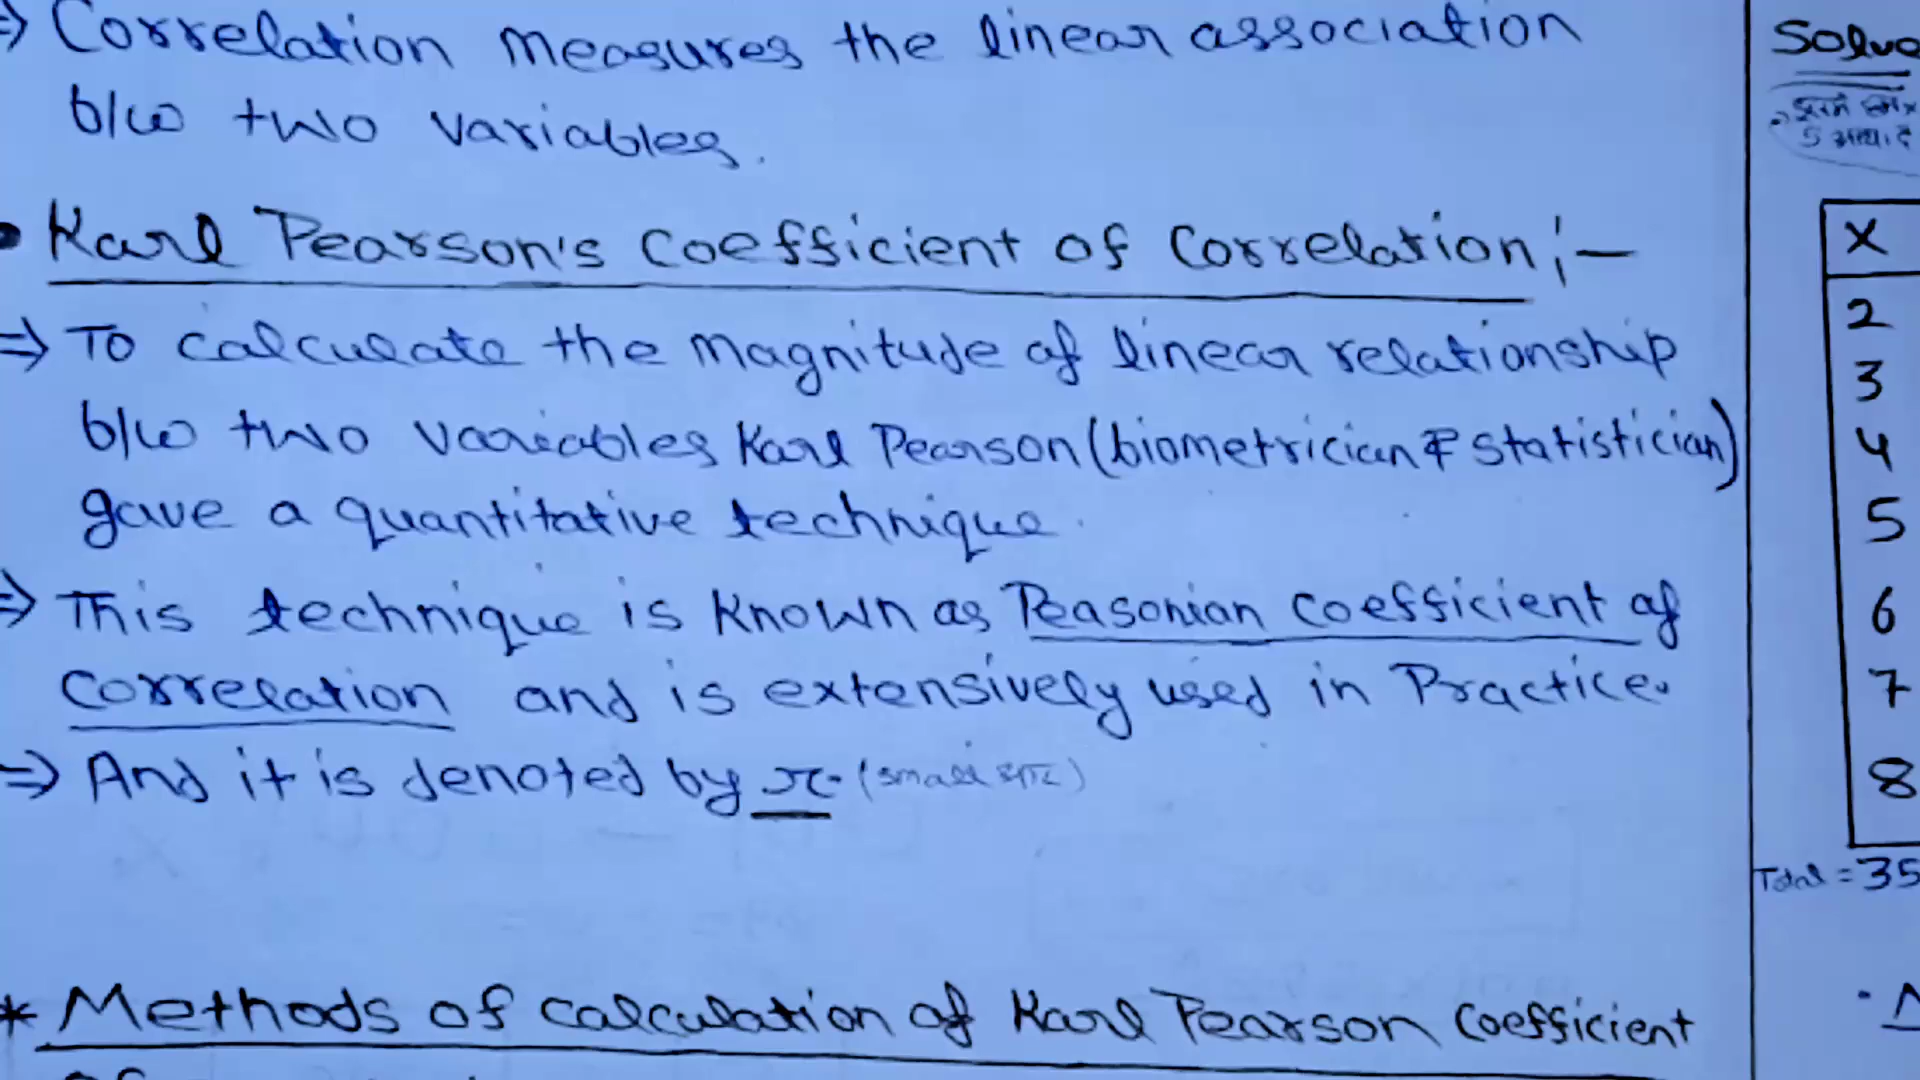 ⇒ Correlation measures the linear association
b/w two variables.
• Karl Pearson's Coefficient of Correlation :-
⇒ To calculate the magnitude of linear relationship
b/w two variables Karl Pearson (biometrician & statistician)
gave a quantitative technique.
⇒ This technique is known as Peasonian coefficient of
correlation and is extensively used in Practice.
⇒ And it is denoted by r. (small
* Methods of calculation of Karl Pearson Coefficient
Solve
X
2
3
4
5
6
7
8
Total = 35